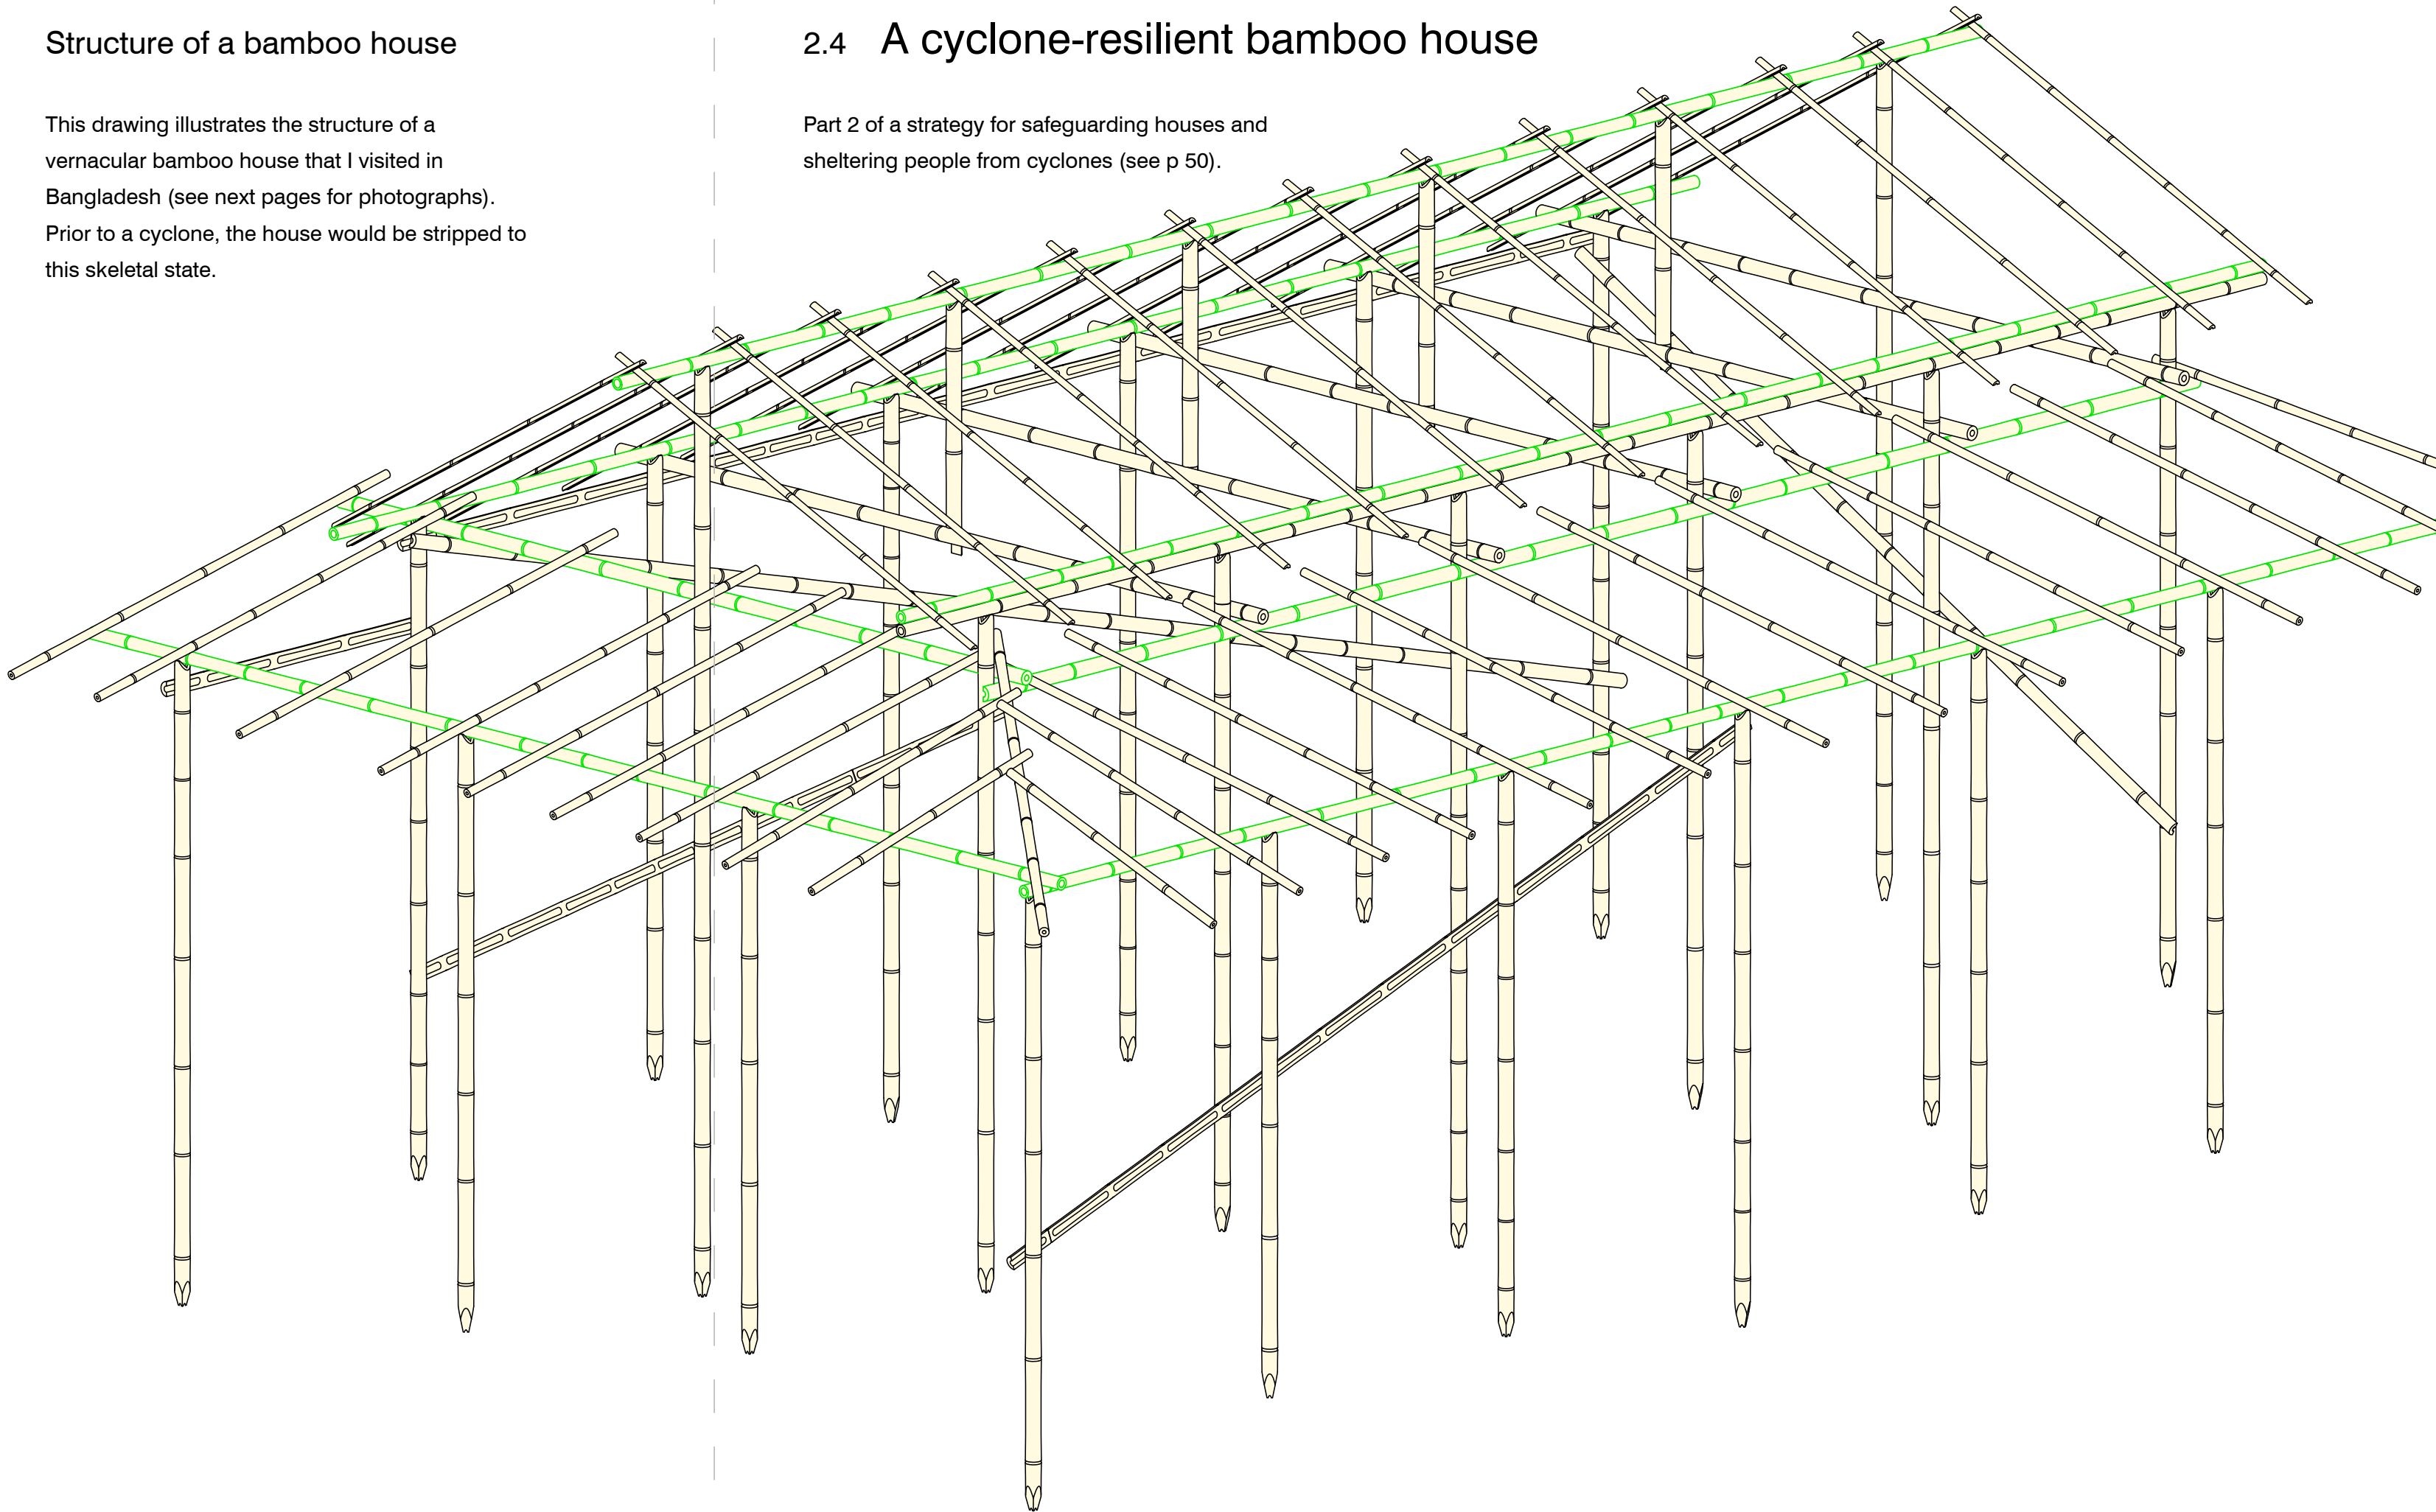 Structure of a bamboo house
This drawing illustrates the structure of a
vernacular bamboo house that I visited in
Bangladesh (see next pages for photographs).
Prior to a cyclone, the house would be stripped to
this skeletal state.
2.4 A cyclone-resilient bamboo house
Part 2 of a strategy for safeguarding houses and
sheltering people from cyclones (see p 50).